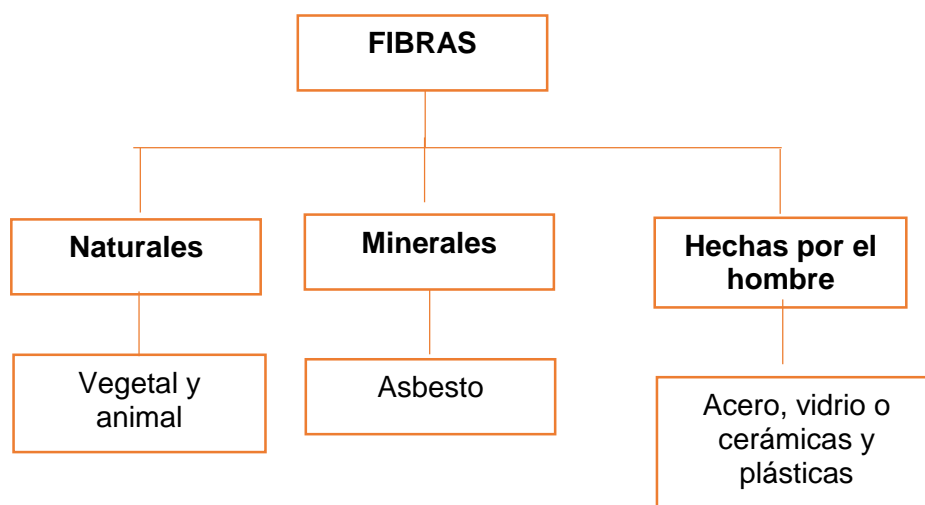 FIBRAS
Naturales
Minerales
Hechas por el
hombre
Vegetal y
animal
Asbesto
Acero, vidrio o
cerámicas y
plásticas